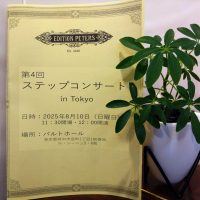 EDITION PETERS
第4回
ステップコンサート
in Tokyo
日時：2025年8月10日（日曜日
11：30開場・12：00開演
場所：バルトホール